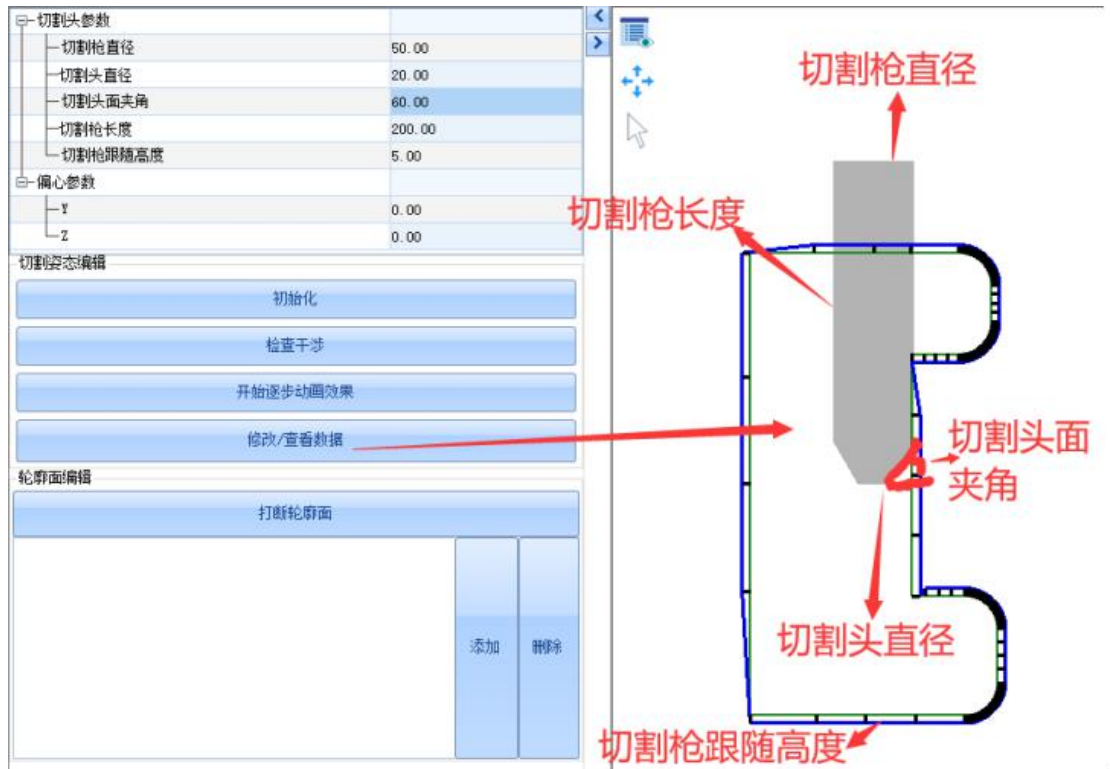 切割头参数
切割枪直径 50.00
切割头直径 20.00
切割头面夹角 60.00
切割枪长度 200.00
切割枪跟随高度 5.00
偏心参数
Y 0.00
Z 0.00
切割姿态编辑
初始化
检查干涉
开始逐步动画效果
修改/查看数据
轮廓面编辑
打断轮廓面
添加
删除
切割枪直径
切割枪长度
切割头面
夹角
切割头直径
切割枪跟随高度